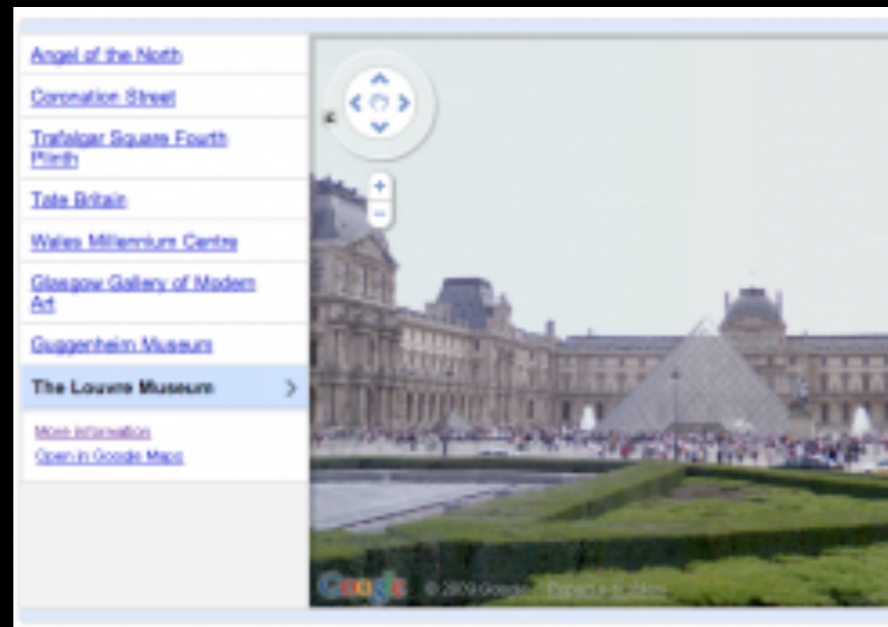 Angel of the North
Coronation Street
Trafalgar Square Fourth
Plinth
Tate Britain
Wales Millennium Centre
Glasgow Gallery of Modern
Art
Guggenheim Museum
The Louvre Museum
More information
Open in Google Maps
Google © 2009 Google